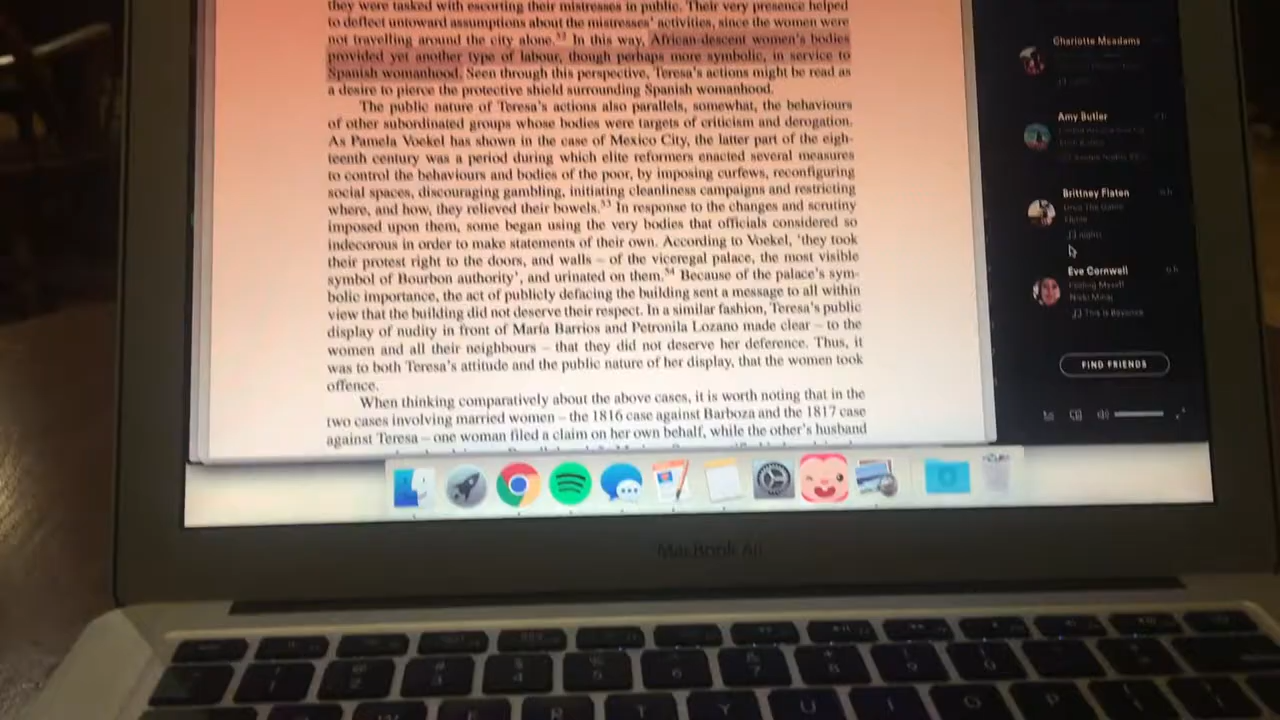 they were tasked with escorting their mistresses in public. Their very presence helped
to deflect untoward assumptions about the mistresses' activities, since the women were
not travelling around the city alone.52 In this way, African-descent women's bodies
provided yet another type of labour, though perhaps more symbolic, in service to
Spanish womanhood. Seen through this perspective, Teresa's actions might be read as
a desire to pierce the protective shield surrounding Spanish womanhood.
The public nature of Teresa's actions also parallels, somewhat, the behaviours
of other subordinated groups whose bodies were targets of criticism and derogation.
As Pamela Voekel has shown in the case of Mexico City, the latter part of the eigh-
teenth century was a period during which elite reformers enacted several measures
to control the behaviours and bodies of the poor, by imposing curfews, reconfiguring
social spaces, discouraging gambling, initiating cleanliness campaigns and restricting
where, and how, they relieved their bowels.53 In response to the changes and scrutiny
imposed upon them, some began using the very bodies that officials considered so
indecorous in order to make statements of their own. According to Voekel, 'they took
their protest right to the doors, and walls – of the viceregal palace, the most visible
symbol of Bourbon authority', and urinated on them.54 Because of the palace's sym-
bolic importance, the act of publicly defacing the building sent a message to all within
view that the building did not deserve their respect. In a similar fashion, Teresa's public
display of nudity in front of María Barrios and Petronila Lozano made clear – to the
women and all their neighbours – that they did not deserve her deference. Thus, it
was to both Teresa's attitude and the public nature of her display, that the women took
offence.
When thinking comparatively about the above cases, it is worth noting that in the
two cases involving married women – the 1816 case against Barboza and the 1817 case
against Teresa – one woman filed a claim on her own behalf, while the other's husband
Charlotte Mcadams
Amy Butler
Brittney Flaten
Eve Cornwell
Feeling Myself
Nicki Minaj
This Is Beyoncé
FIND FRIENDS
MacBook Air